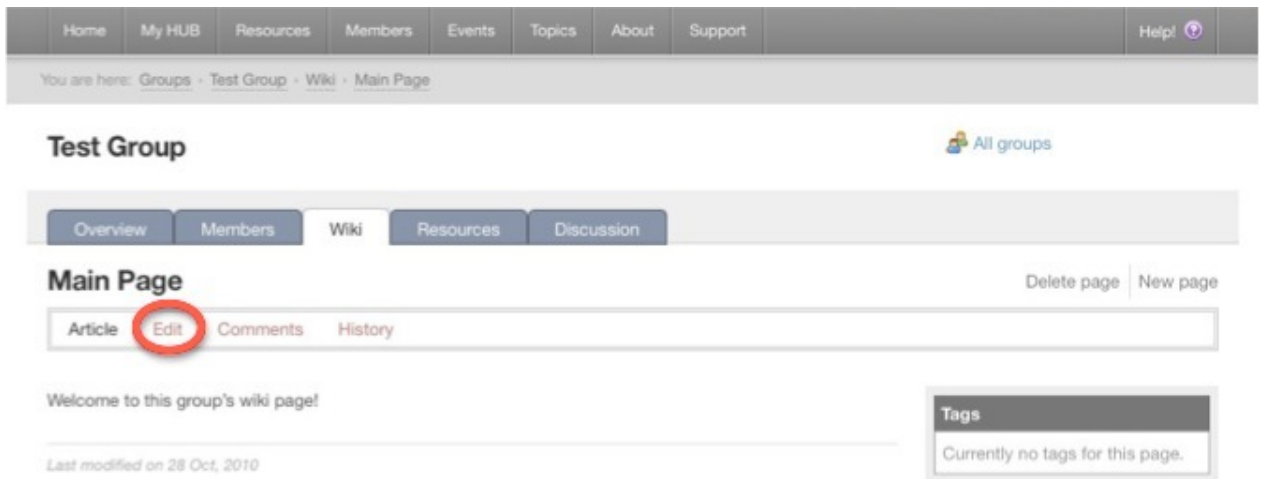 Home My HUB Resources Members Events Topics About Support Help!
You are here: Groups - Test Group - Wiki - Main Page
Test Group
All groups
Overview Members Wiki Resources Discussion
Main Page
Delete page New page
Article Edit Comments History
Welcome to this group's wiki page!
Tags
Currently no tags for this page.
Last modified on 28 Oct, 2010